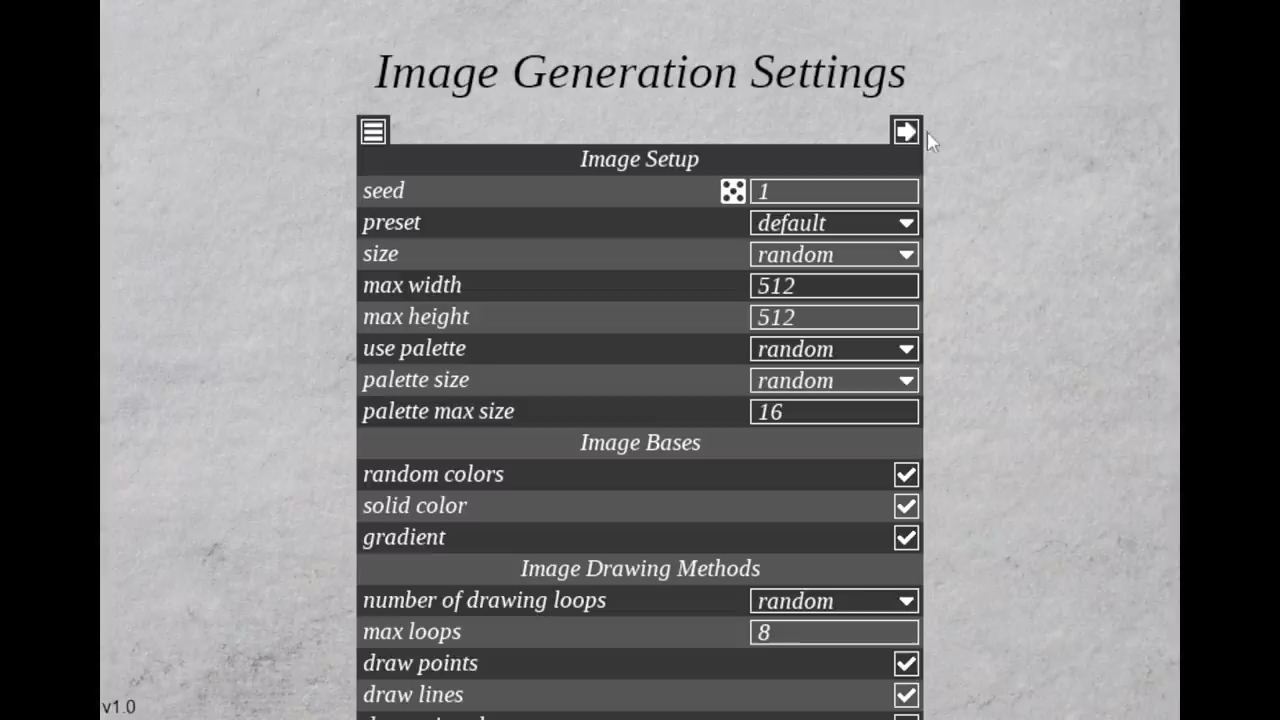 Image Generation Settings
Image Setup
seed 1
preset default
size random
max width 512
max height 512
use palette random
palette size random
palette max size 16
Image Bases
random colors
solid color
gradient
Image Drawing Methods
number of drawing loops random
max loops 8
draw points
draw lines
v1.0